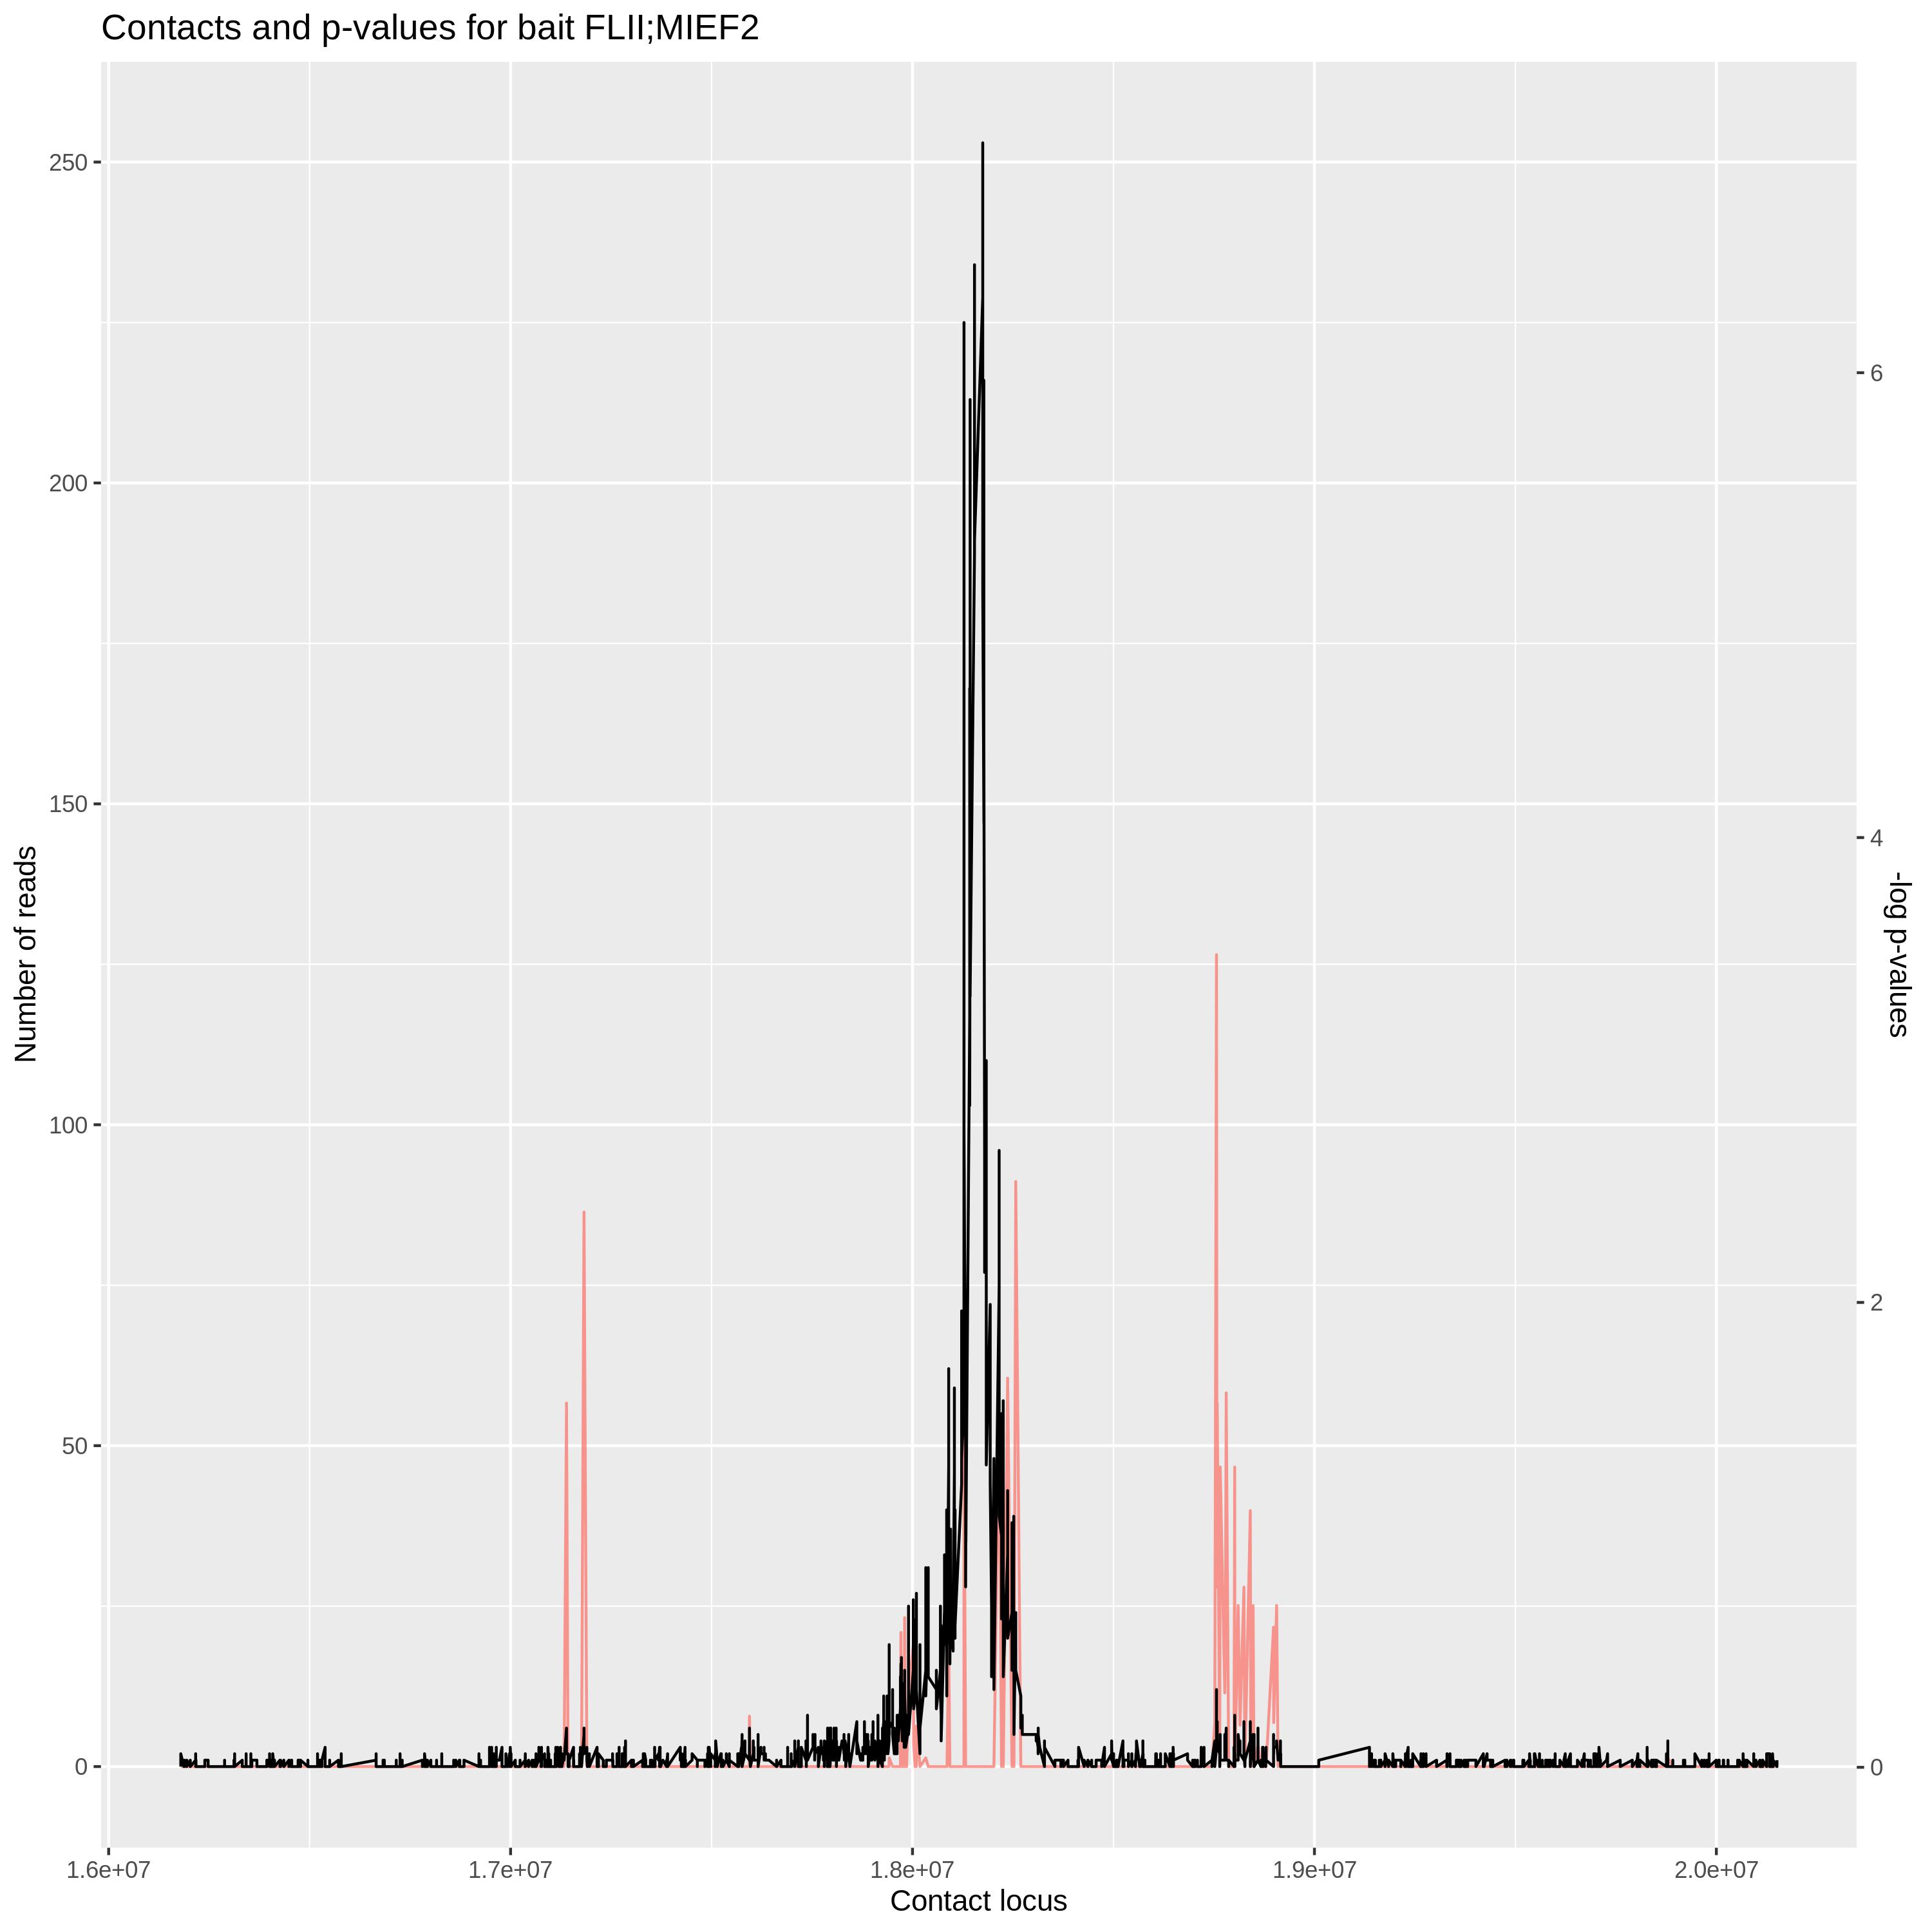 Contacts and p-values for bait FLII;MIEF2
250
200
150
100
50
0
Number of reads
6
4
2
0
-log p-values
1.6e+07
1.7e+07
1.8e+07
1.9e+07
2.0e+07
Contact locus